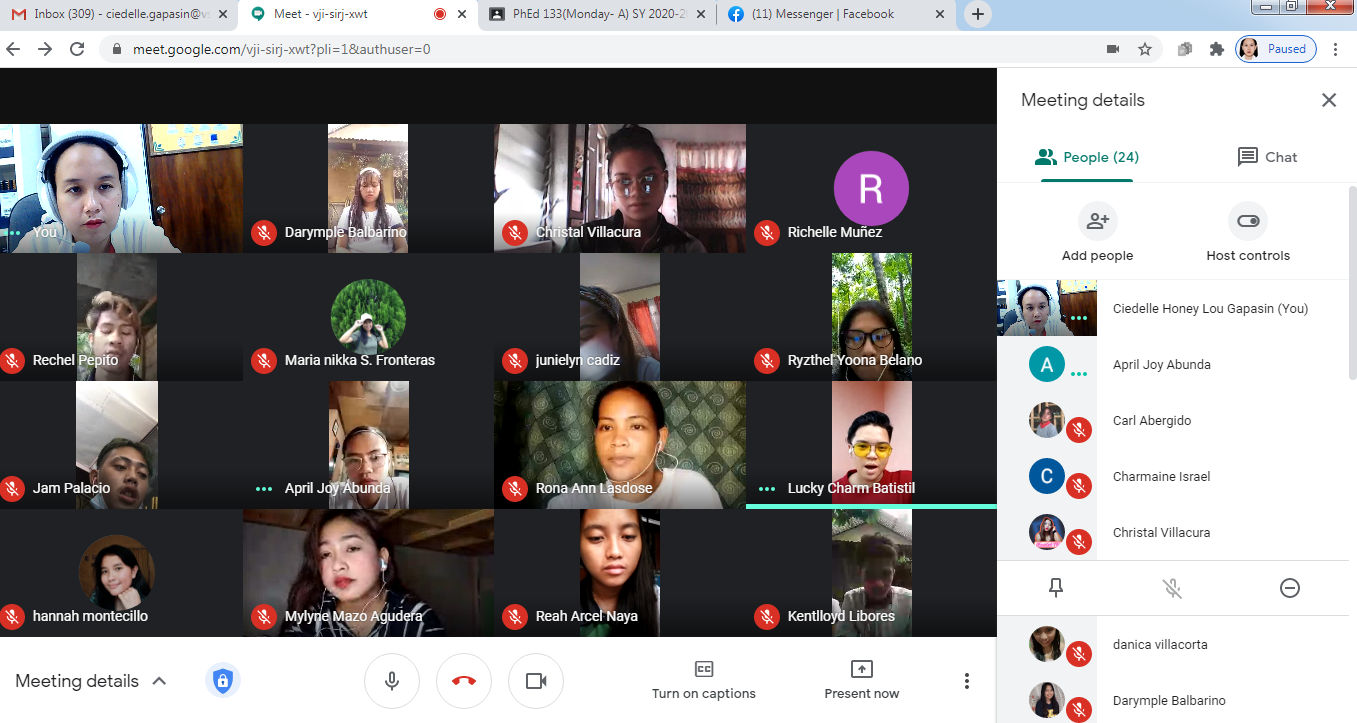 Inbox (309) - ciedelle.gapasin@v
Meet - vji-sirj-xwt
PhEd 133(Monday- A) SY 2020-2
(11) Messenger | Facebook
meet.google.com/vji-sirj-xwt?pli=1&authuser=0
Paused
Meeting details
People (24)
Chat
Add people
Host controls
You
Darymple Balbarino
Christal Villacura
R
Richelle Muñez
Rechel Pepito
Maria nikka S. Fronteras
junielyn cadiz
Ryzthel Yoona Belano
Jam Palacio
April Joy Abunda
Rona Ann Lasdose
Lucky Charm Batistil
hannah montecillo
Mylyne Mazo Agudera
Reah Arcel Naya
Kentlloyd Libores
Ciedelle Honey Lou Gapasin (You)
A
April Joy Abunda
Carl Abergido
C
Charmaine Israel
Christal Villacura
danica villacorta
Darymple Balbarino
Meeting details
CC
Turn on captions
Present now